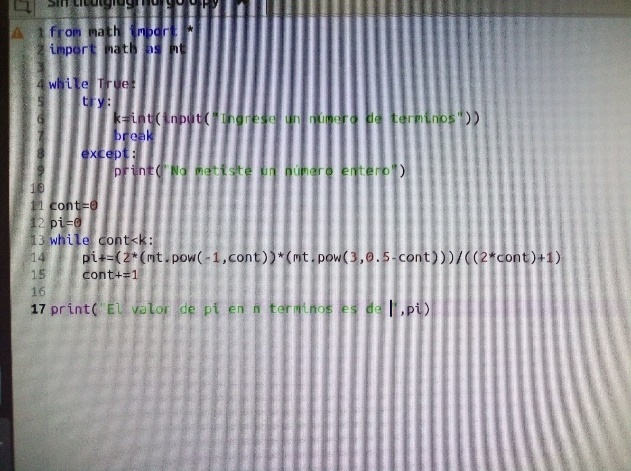 1 from math import *
2 import math as mt
3
4 while True:
5 try:
6 k=int(input("Ingrese un número de terminos"))
7 break
8 except:
9 print("No metiste un número entero")
10
11 cont=0
12 pi=0
13 while cont<k:
14 pi+=(2*(mt.pow(-1,cont))*(mt.pow(3,0.5-cont)))/((2*cont)+1)
15 cont+=1
16
17 print("El valor de pi en n terminos es de ",pi)